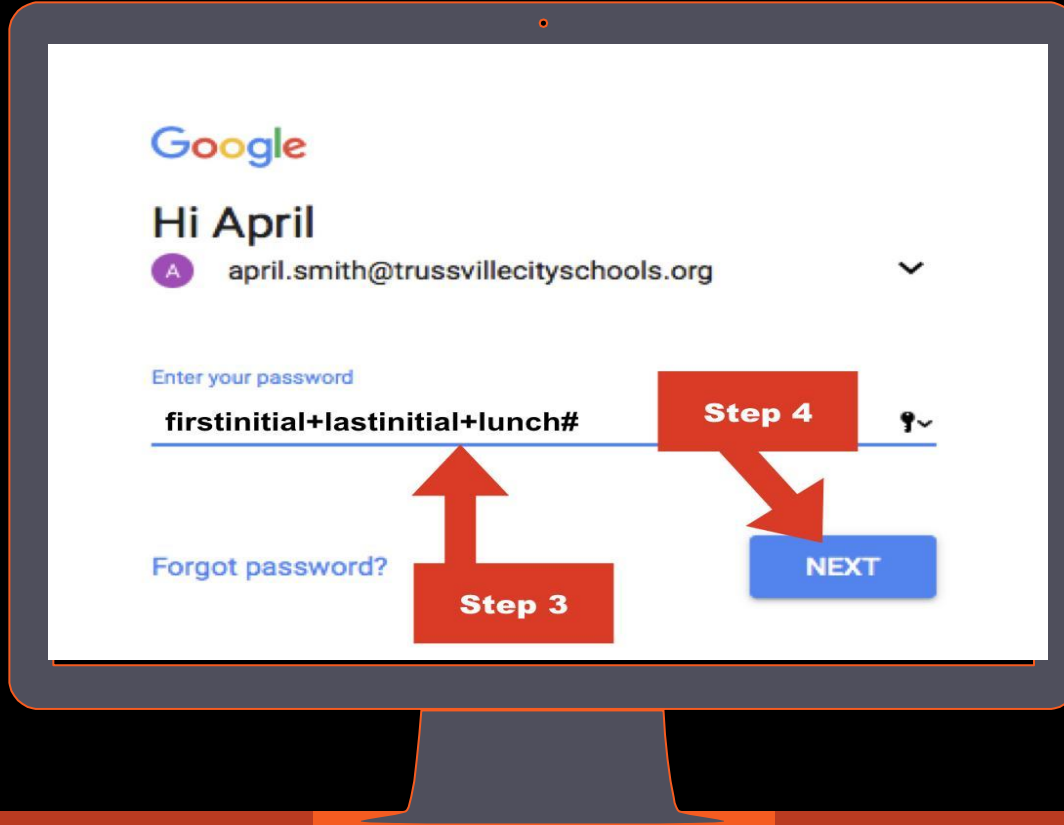 Google
Hi April
A april.smith@trussvillecityschools.org
Enter your password
firstinitial+lastinitial+lunch#
Step 4
Forgot password?
NEXT
Step 3